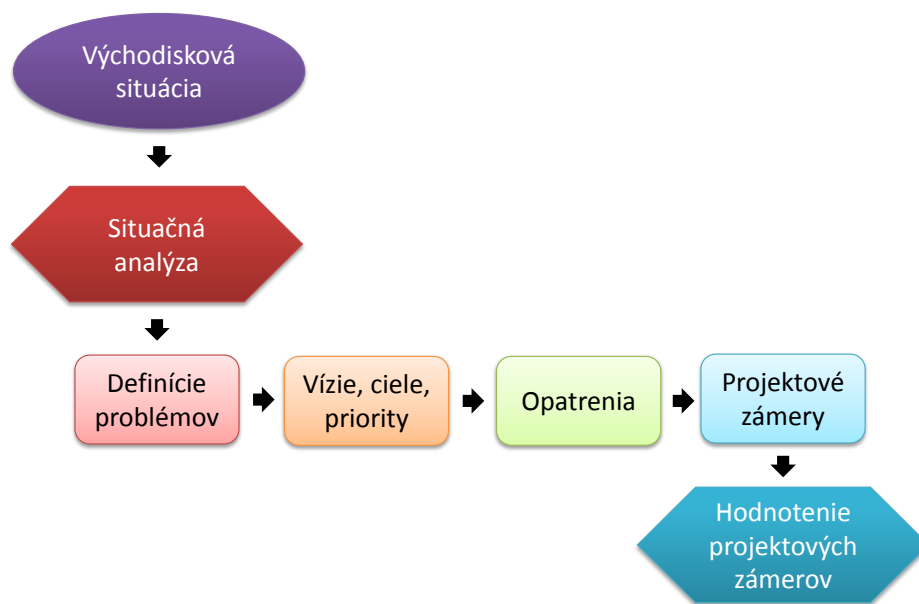 Východisková
situácia
Situačná
analýza
Definície
problémov
Vízie, ciele,
priority
Opatrenia
Projektové
zámery
Hodnotenie
projektových
zámerov